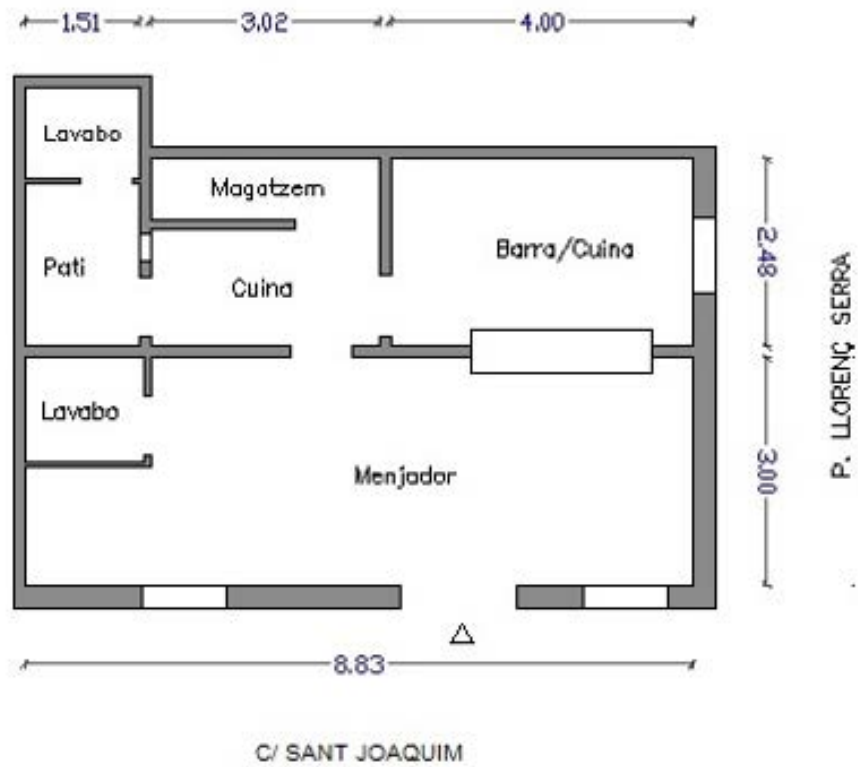 1.51 3.02 4.00
Lavabo
Magatzem
Barra/Cuina
Pati
Cuina
2.48
P. LLORENÇ SERRA
Lavabo
Menjador
3.00
8.83
C/ SANT JOAQUIM